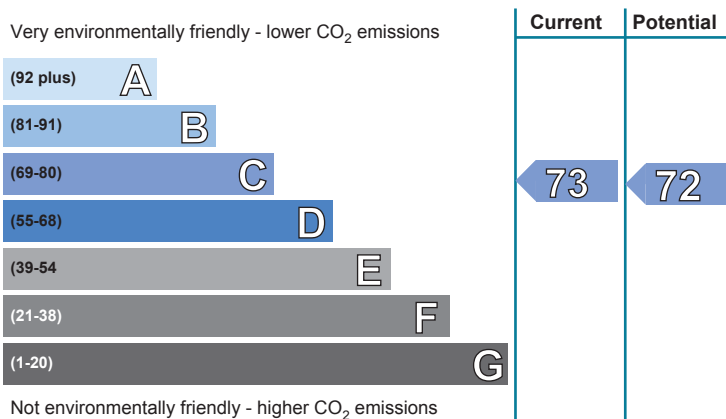 Very environmentally friendly - lower CO2 emissions
Current
Potential
(92 plus) A
(81-91) B
(69-80) C
73
72
(55-68) D
(39-54 E
(21-38) F
(1-20) G
Not environmentally friendly - higher CO2 emissions